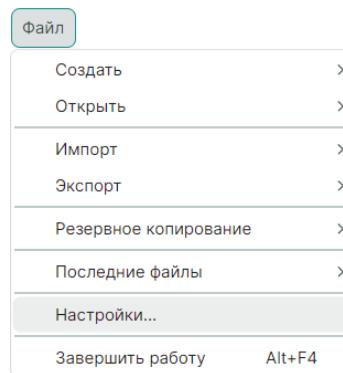 Файл
Создать
Открыть
Импорт
Экспорт
Резервное копирование
Последние файлы
Настройки...
Завершить работу Alt+F4